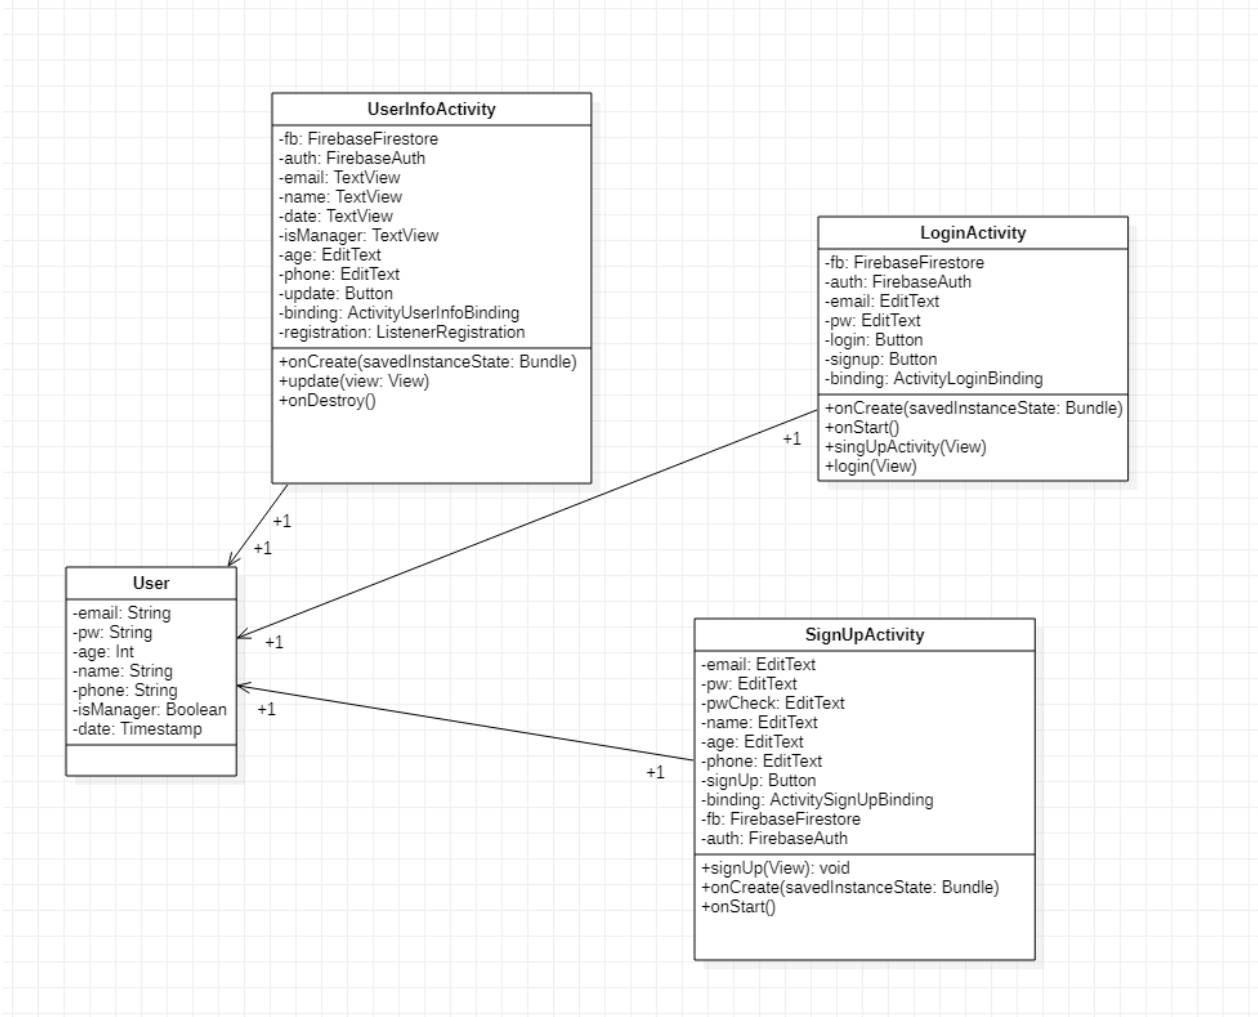 UserInfoActivity
-fb: FirebaseFirestore
-auth: FirebaseAuth
-email: TextView
-name: TextView
-date: TextView
-isManager: TextView
-age: EditText
-phone: EditText
-update: Button
-binding: ActivityUserInfoBinding
-registration: ListenerRegistration
+onCreate(savedInstanceState: Bundle)
+update(view: View)
+onDestroy()
LoginActivity
-fb: FirebaseFirestore
-auth: FirebaseAuth
-email: EditText
-pw: EditText
-login: Button
-signup: Button
-binding: ActivityLoginBinding
+onCreate(savedInstanceState: Bundle)
+onStart()
+singUpActivity(View)
+login(View)
+1
+1
+1
User
-email: String
-pw: String
-age: Int
-name: String
-phone: String
-isManager: Boolean
-date: Timestamp
+1
+1
+1
SignUpActivity
-email: EditText
-pw: EditText
-pwCheck: EditText
-name: EditText
-age: EditText
-phone: EditText
-signUp: Button
-binding: ActivitySignUpBinding
-fb: FirebaseFirestore
-auth: FirebaseAuth
+signUp(View): void
+onCreate(savedInstanceState: Bundle)
+onStart()